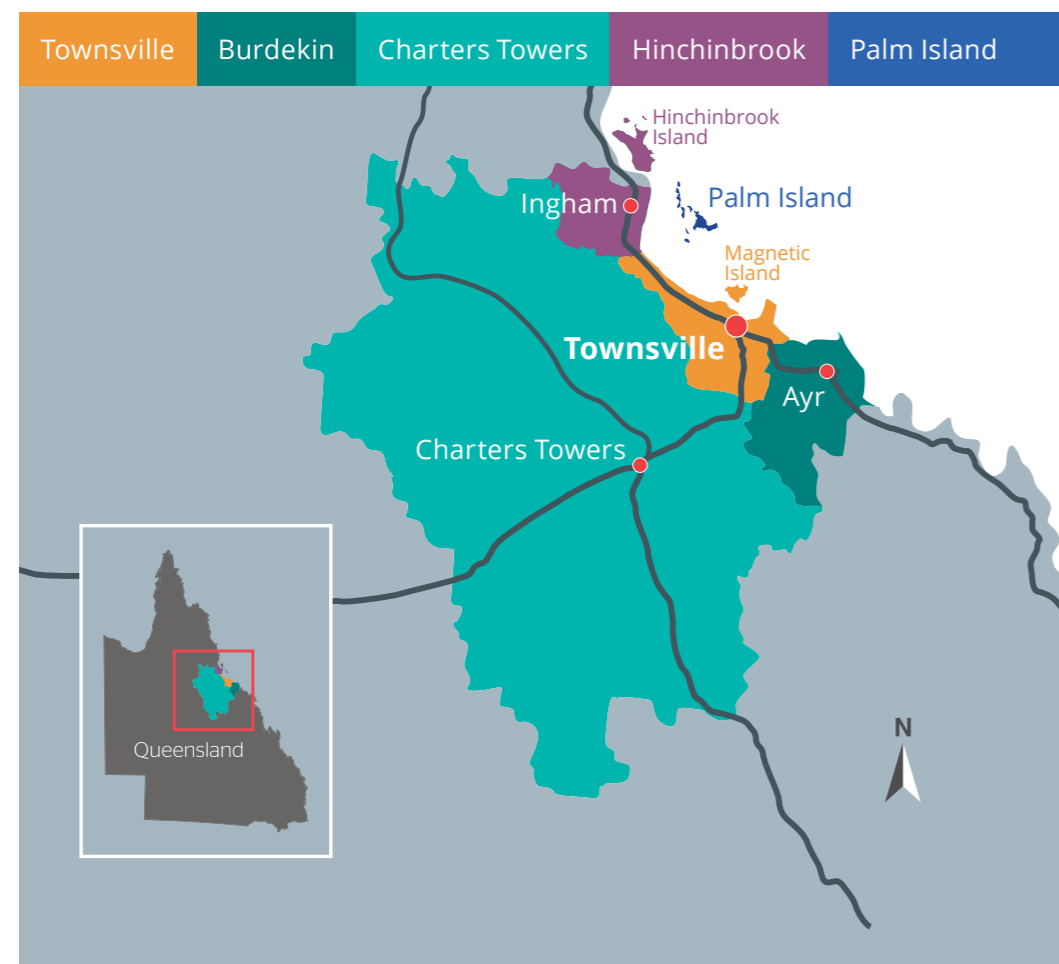 Townsville
Burdekin
Charters Towers
Hinchinbrook
Palm Island
Hinchinbrook
Island
Ingham
Palm Island
Magnetic
Island
Townsville
Ayr
Charters Towers
Queensland
N